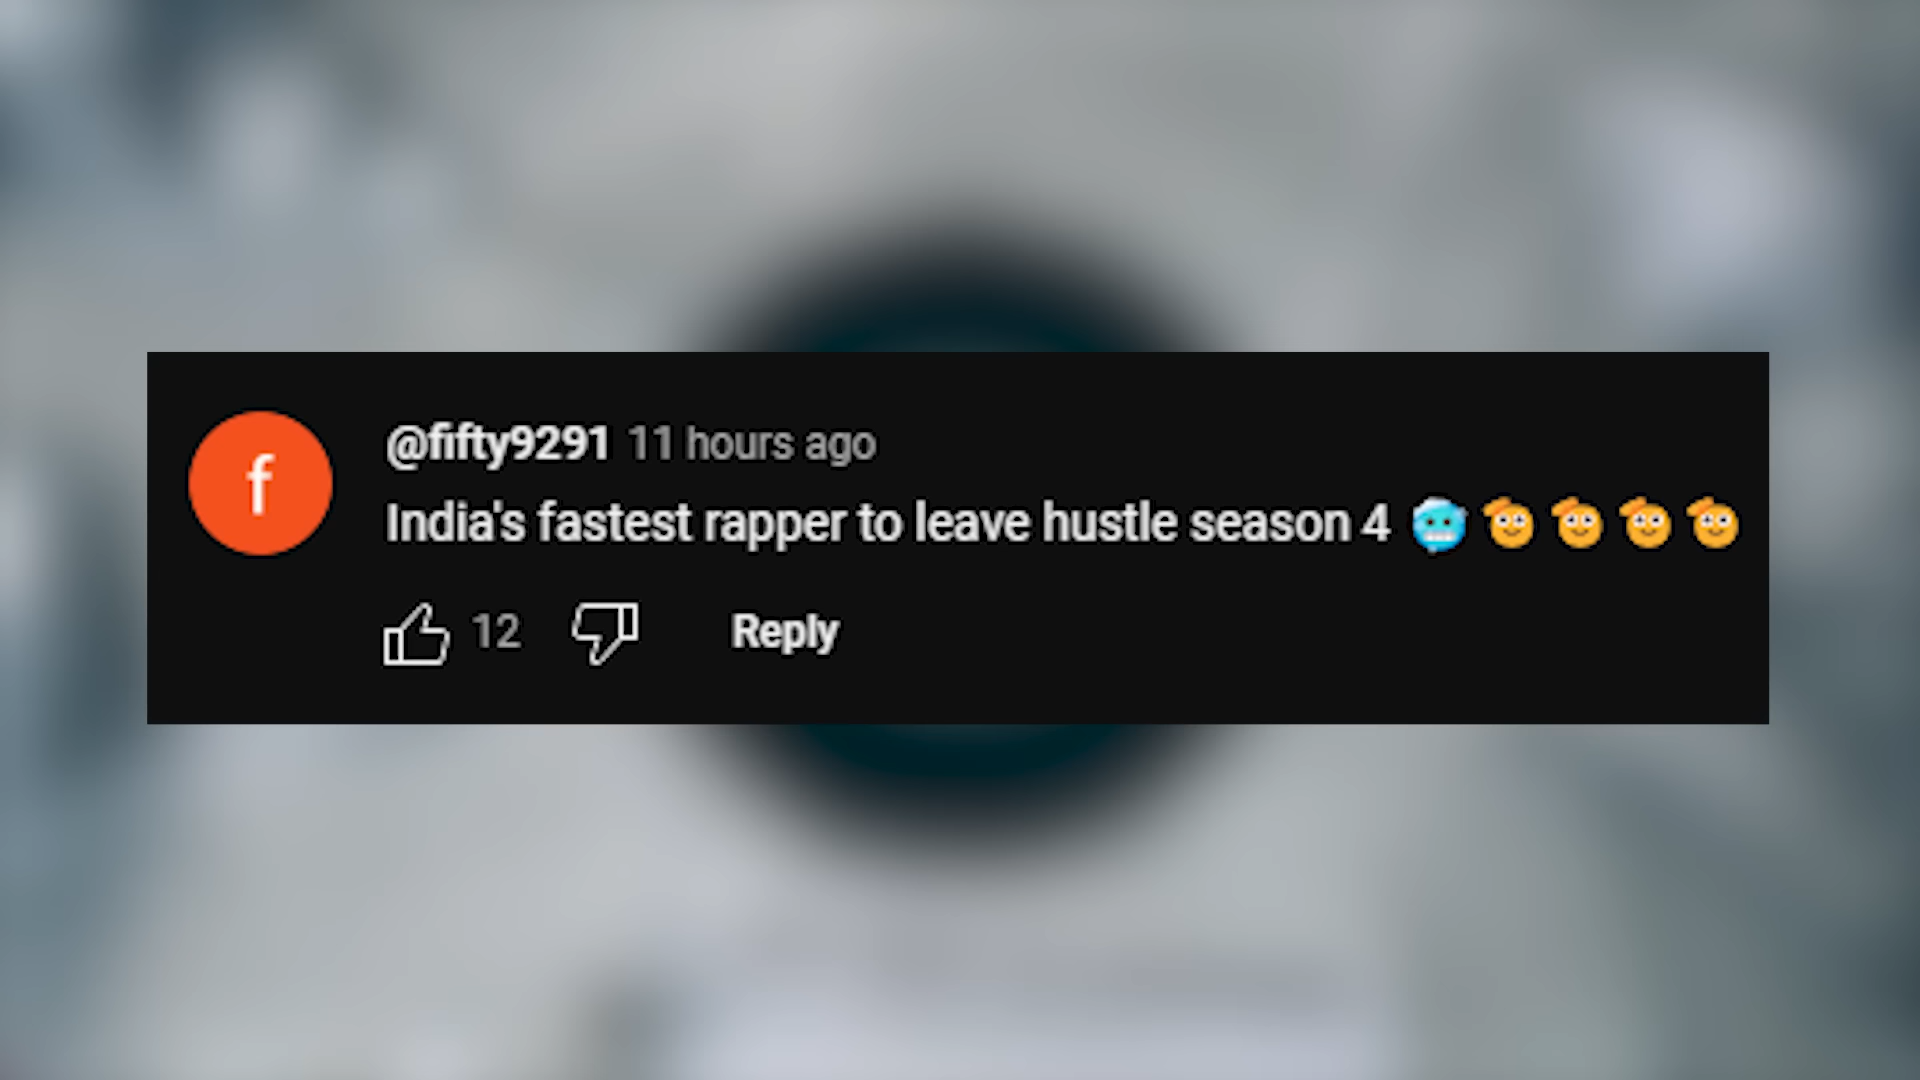 f
@fifty9291 11 hours ago
India's fastest rapper to leave hustle season 4 🥶🫡🫡🫡🫡
12 Reply